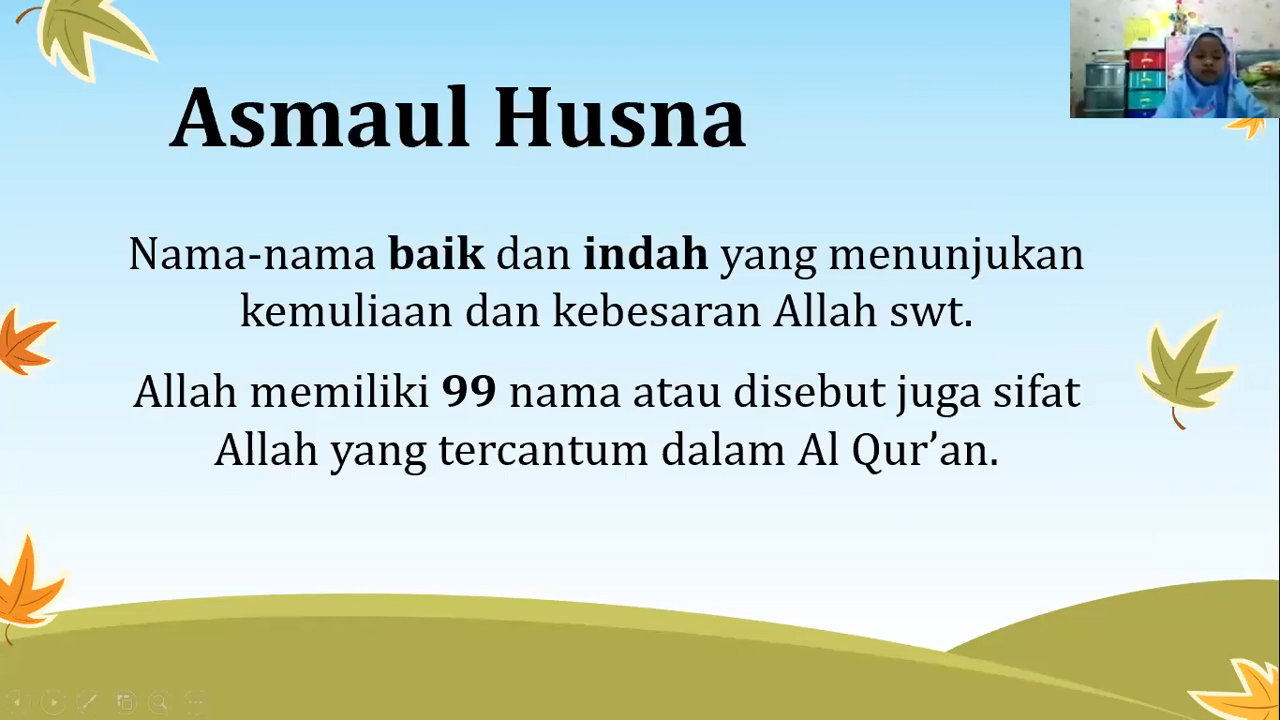 Asmaul Husna
Nama-nama baik dan indah yang menunjukan
kemuliaan dan kebesaran Allah swt.
Allah memiliki 99 nama atau disebut juga sifat
Allah yang tercantum dalam Al Qur’an.